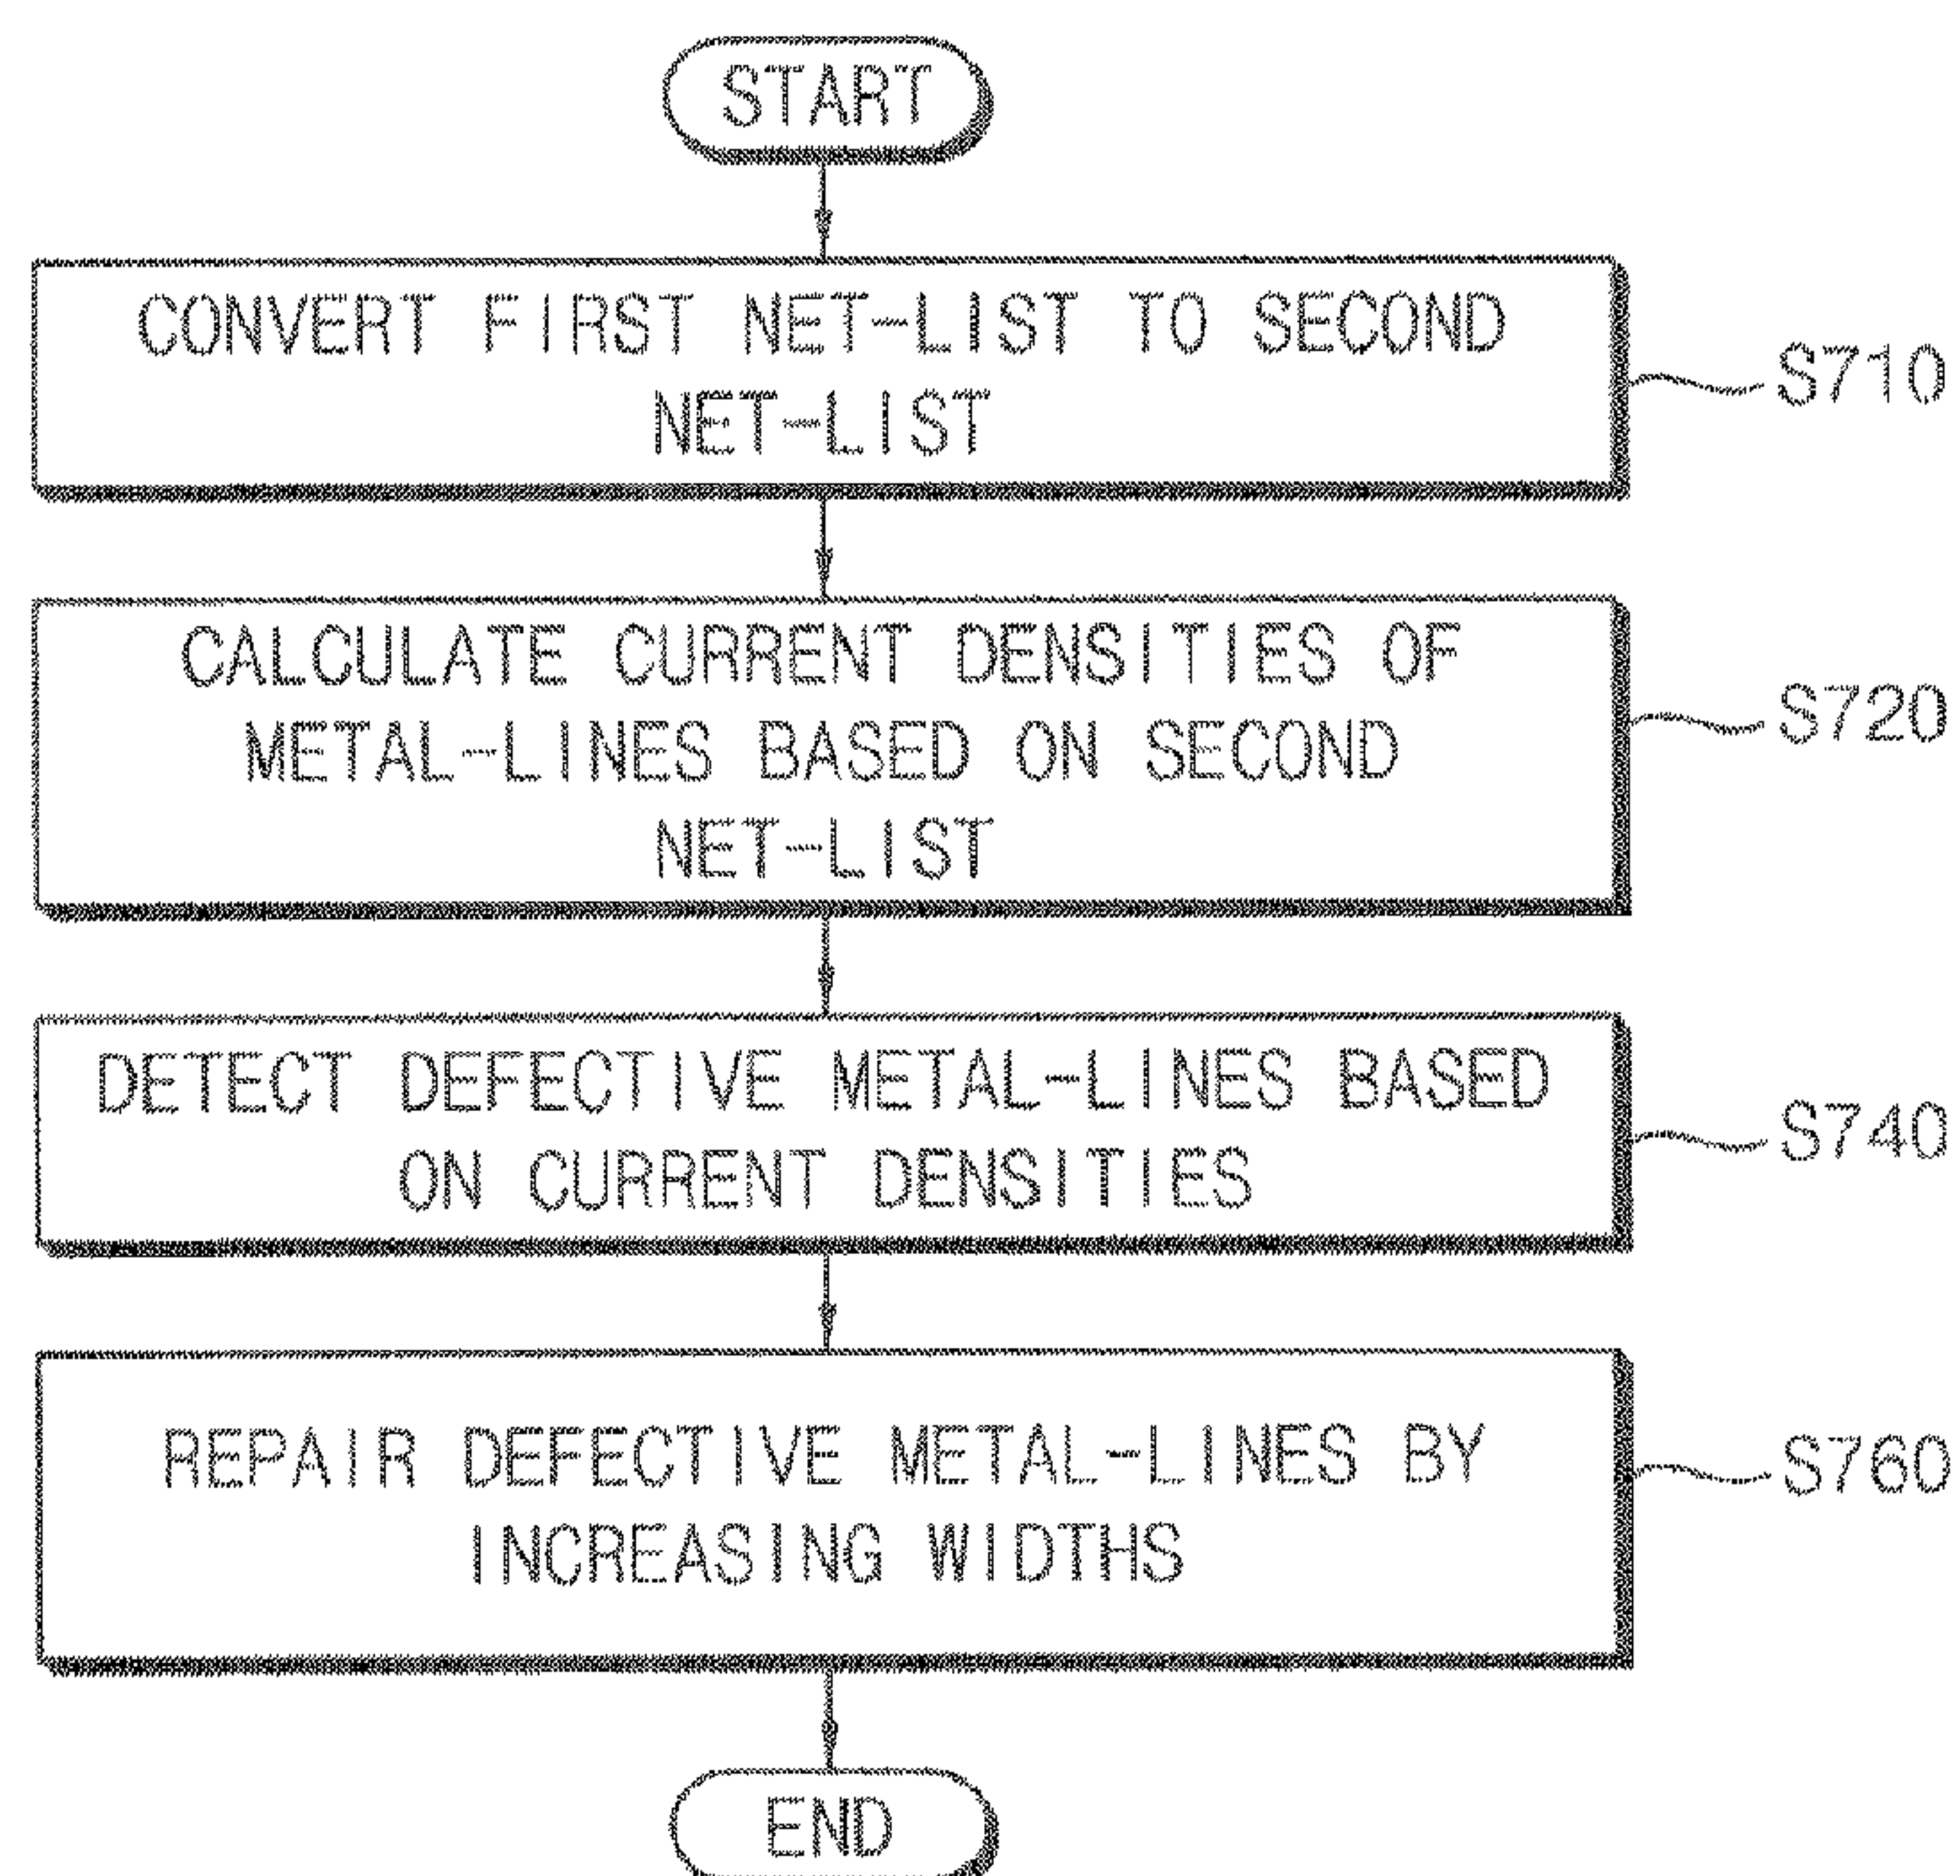 START
CONVERT FIRST NET-LIST TO SECOND
NET-LIST
S710
CALCULATE CURRENT DENSITIES OF
METAL-LINES BASED ON SECOND
NET-LIST
S720
DETECT DEFECTIVE METAL-LINES BASED
ON CURRENT DENSITIES
S740
REPAIR DEFECTIVE METAL-LINES BY
INCREASING WIDTHS
S760
END